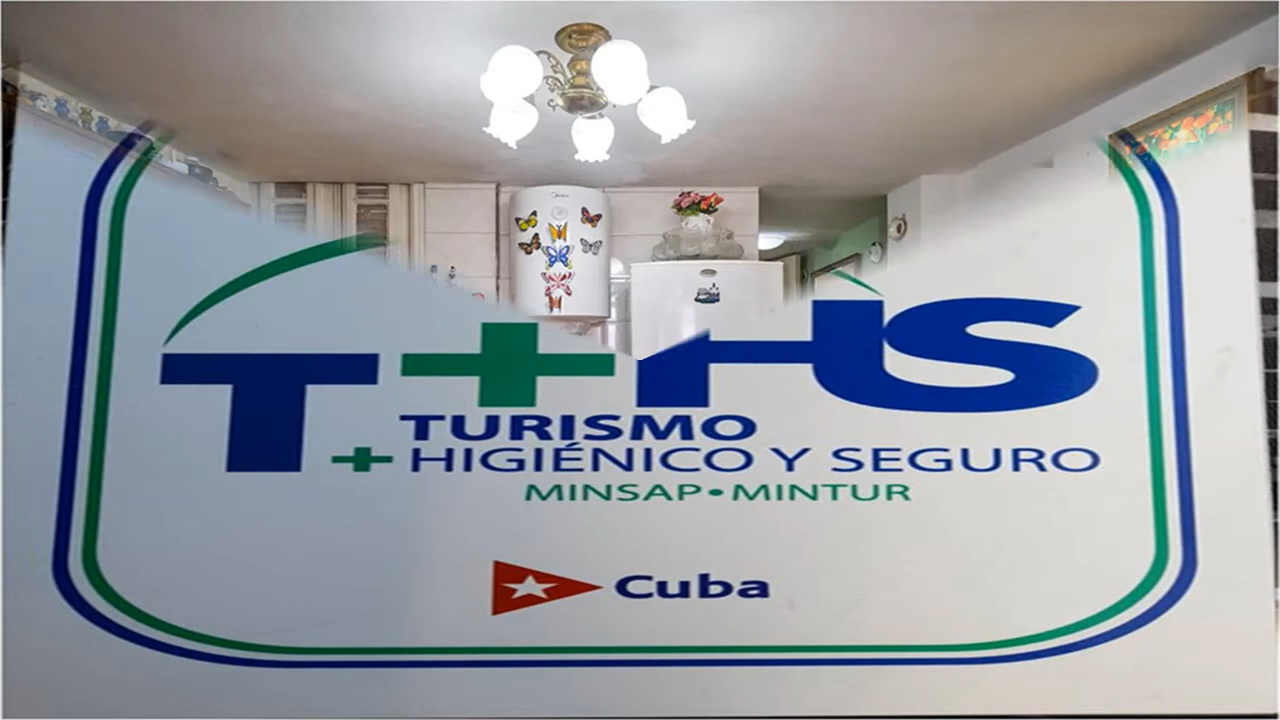 T+HS
TURISMO
+HIGIÉNICO Y SEGURO
MINSAP•MINTUR
Cuba